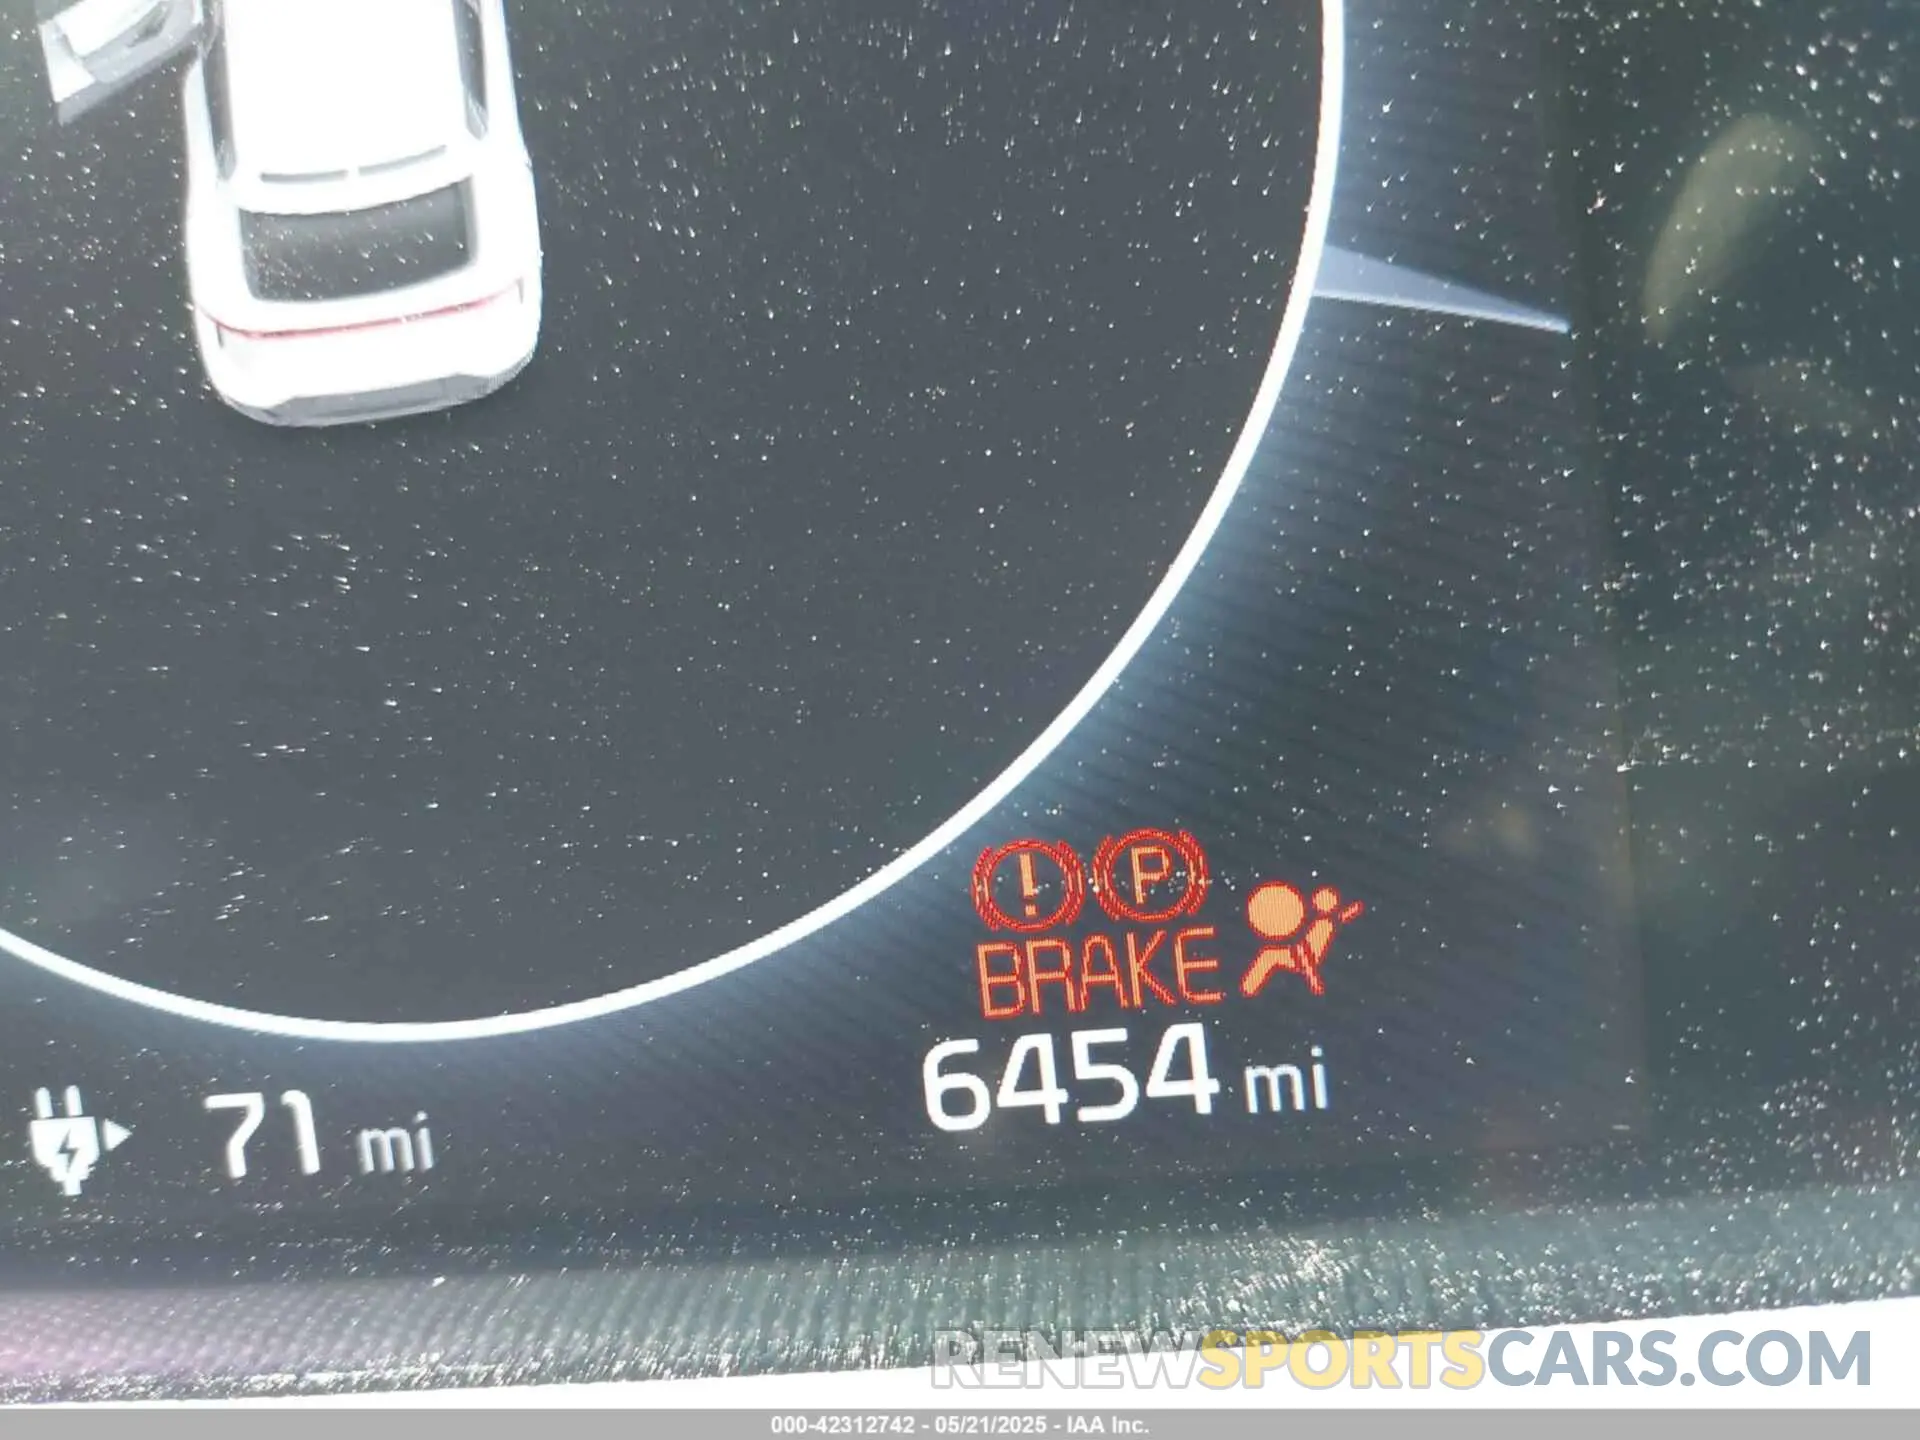 !
P
BRAKE
6454 mi
71 mi
RENEWSPORTSCARS.COM
000-42312742 - 05/21/2025 - IAA Inc.